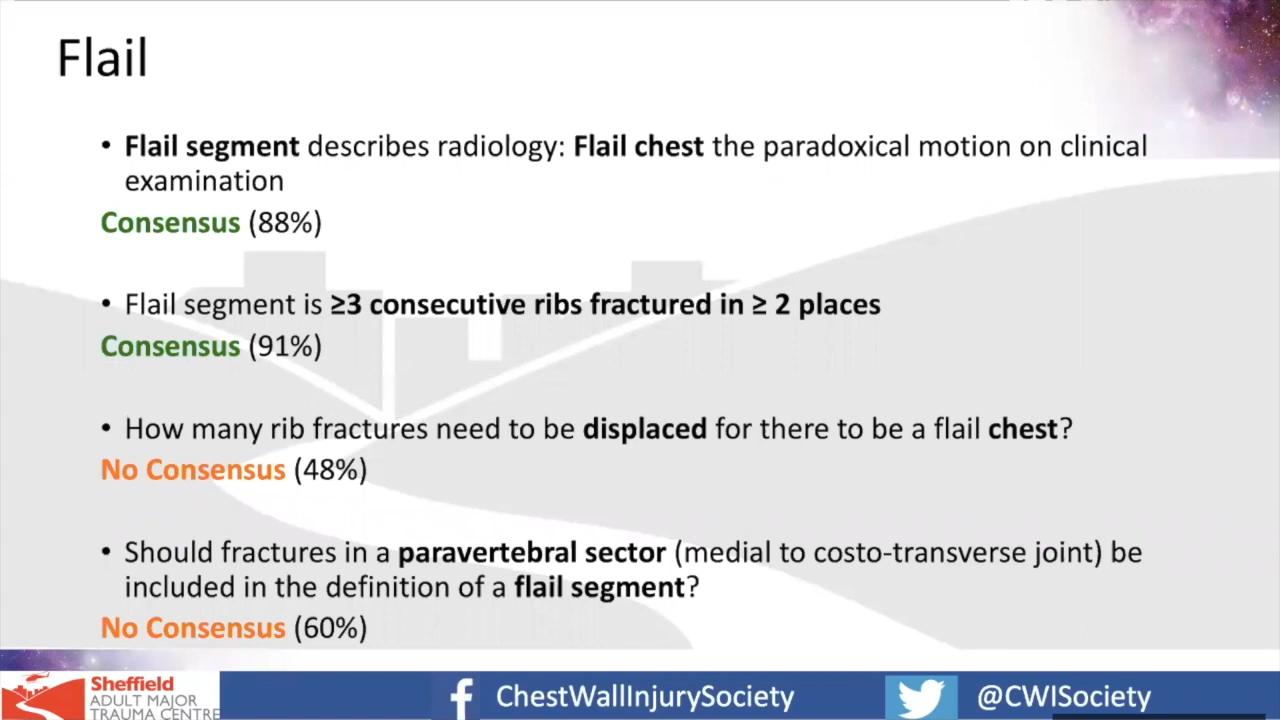 Flail
• Flail segment describes radiology: Flail chest the paradoxical motion on clinical
examination
Consensus (88%)
• Flail segment is ≥3 consecutive ribs fractured in ≥ 2 places
Consensus (91%)
• How many rib fractures need to be displaced for there to be a flail chest?
No Consensus (48%)
• Should fractures in a paravertebral sector (medial to costo-transverse joint) be
included in the definition of a flail segment?
No Consensus (60%)
Sheffield
ADULT MAJOR
TRAUMA CENTRE
ChestWallInjurySociety
@CWISociety